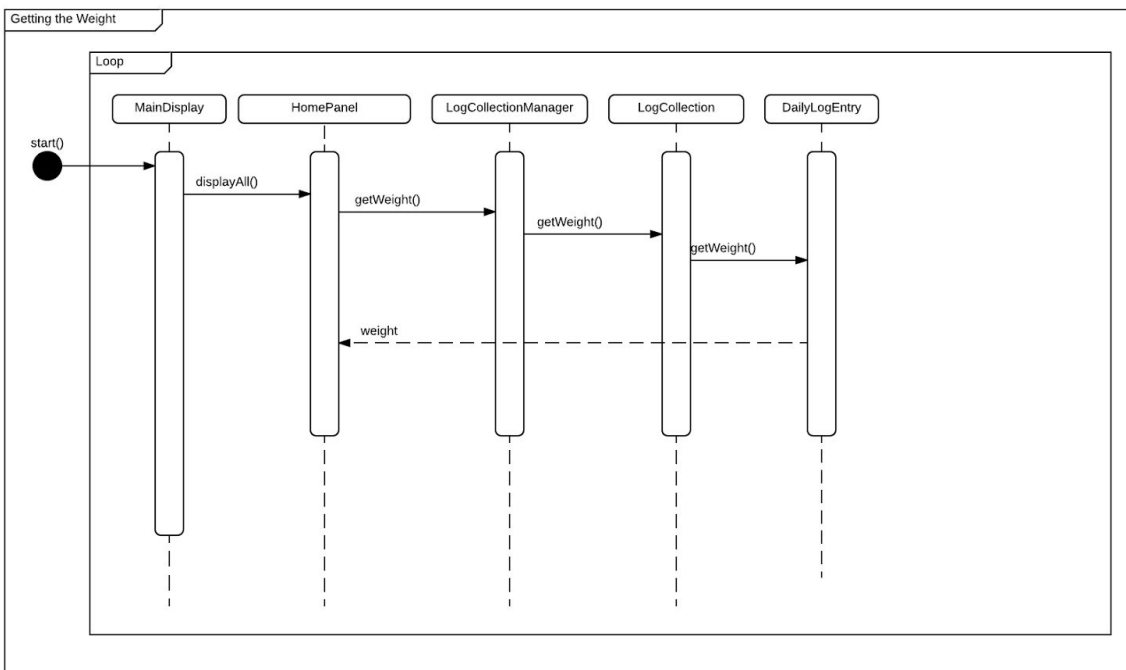 Getting the Weight
Loop
MainDisplay
HomePanel
LogCollectionManager
LogCollection
DailyLogEntry
start()
displayAll()
getWeight()
getWeight()
getWeight()
weight